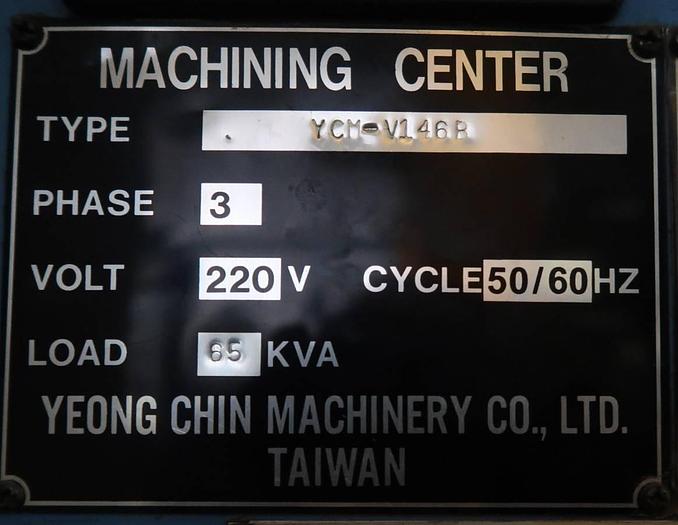 MACHINING CENTER
TYPE YCM-V146B
PHASE 3
VOLT 220 V CYCLE 50/60 HZ
LOAD 65 KVA
YEONG CHIN MACHINERY CO., LTD.
TAIWAN